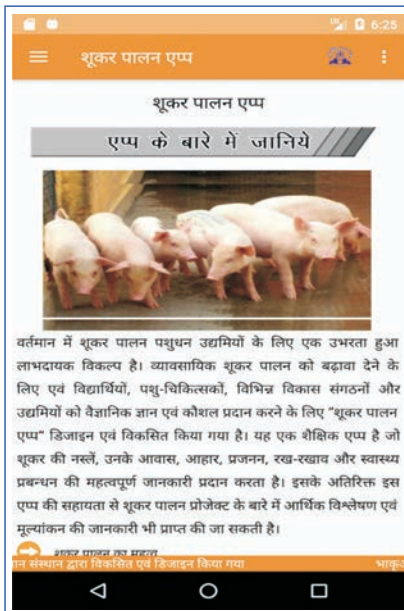 6:25
शूकर पालन एप्प
शूकर पालन एप्प
एप्प के बारे में जानिये
वर्तमान में शूकर पालन पशुधन उद्यमियों के लिए एक उभरता हुआ
लाभदायक विकल्प है। व्यावसायिक शूकर पालन को बढ़ावा देने के
लिए एवं विद्यार्थियों, पशु-चिकित्सकों, विभिन्न विकास संगठनों और
उद्यमियों को वैज्ञानिक ज्ञान एवं कौशल प्रदान करने के लिए "शूकर पालन
एप्प" डिजाइन एवं विकसित किया गया है। यह एक शैक्षिक एप्प है जो
शूकर की नस्लें, उनके आवास, आहार, प्रजनन, रख-रखाव और स्वास्थ्य
प्रबन्धन की महत्वपूर्ण जानकारी प्रदान करता है। इसके अतिरिक्त इस
एप्प की सहायता से शूकर पालन प्रोजेक्ट के बारे में आर्थिक विश्लेषण एवं
मूल्यांकन की जानकारी भी प्राप्त की जा सकती है।
शूकर पालन का महत्व
संस्थान द्वारा विकसित एवं डिजाइन किया गया